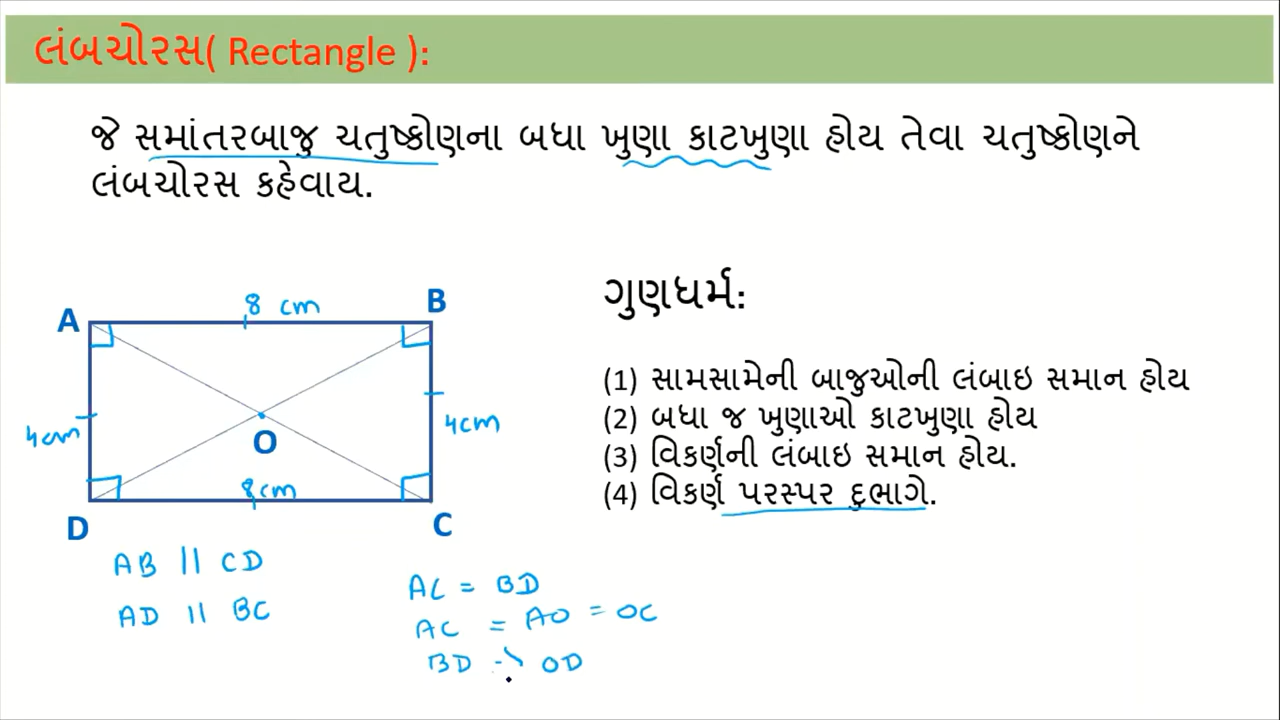 લંબચોરસ( Rectangle ):
જે સમાંતરબાજુ ચતુષ્કોણના બધા ખુણા કાટખુણા હોય તેવા ચતુષ્કોણને
લંબચોરસ કહેવાય.
ગુણધર્મ:
(1) સામસામેની બાજુઓની લંબાઇ સમાન હોય
(2) બધા જ ખુણાઓ કાટખુણા હોય
(3) વિકર્ણની લંબાઇ સમાન હોય.
(4) વિકર્ણ પરસ્પર દુભાગે.
8 cm
A
B
4cm
4cm
O
8cm
D
C
AB || CD
AD || BC
AC = BD
AC = AO = OC
BD OD